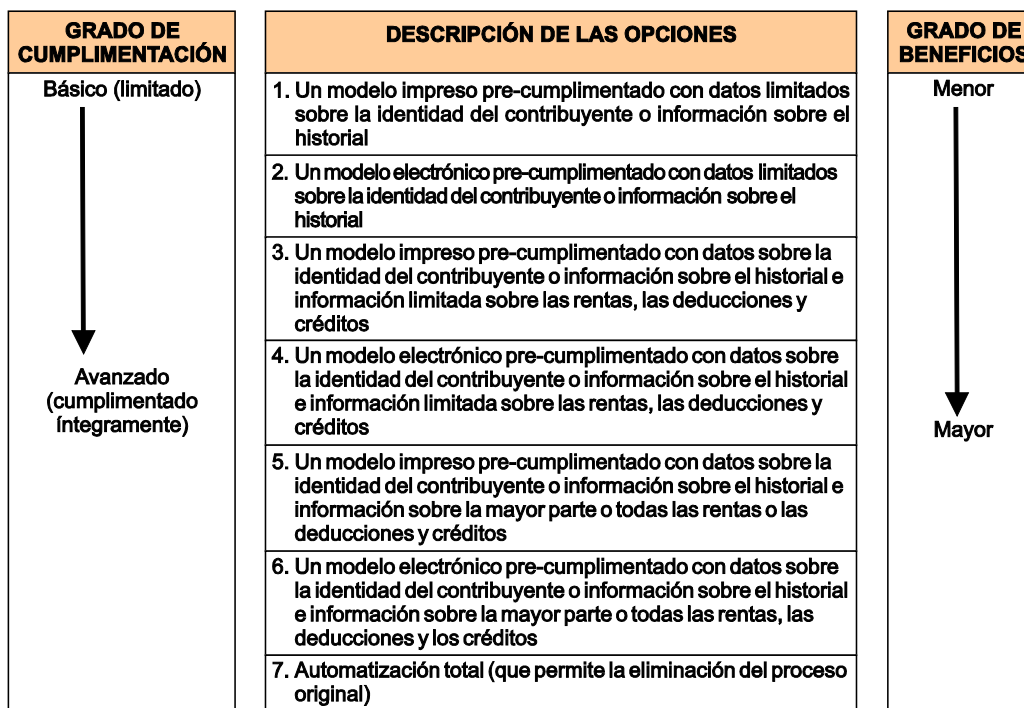 GRADO DE
CUMPLIMENTACIÓN
Básico (limitado)
Avanzado
(cumplimentado
íntegramente)
DESCRIPCIÓN DE LAS OPCIONES
1. Un modelo impreso pre-cumplimentado con datos limitados
sobre la identidad del contribuyente o información sobre el
historial
2. Un modelo electrónico pre-cumplimentado con datos limitados
sobre la identidad del contribuyente o información sobre el
historial
3. Un modelo impreso pre-cumplimentado con datos sobre la
identidad del contribuyente o información sobre el historial e
información limitada sobre las rentas, las deducciones y
créditos
4. Un modelo electrónico pre-cumplimentado con datos sobre
la identidad del contribuyente o información sobre el historial
e información limitada sobre las rentas, las deducciones y
créditos
5. Un modelo impreso pre-cumplimentado con datos sobre la
identidad del contribuyente o información sobre el historial e
información sobre la mayor parte o todas las rentas o las
deducciones y créditos
6. Un modelo electrónico pre-cumplimentado con datos sobre
la identidad del contribuyente o información sobre el historial
e información sobre la mayor parte o todas las rentas, las
deducciones y los créditos
7. Automatización total (que permite la eliminación del proceso
original)
GRADO DE
BENEFICIOS
Menor
Mayor